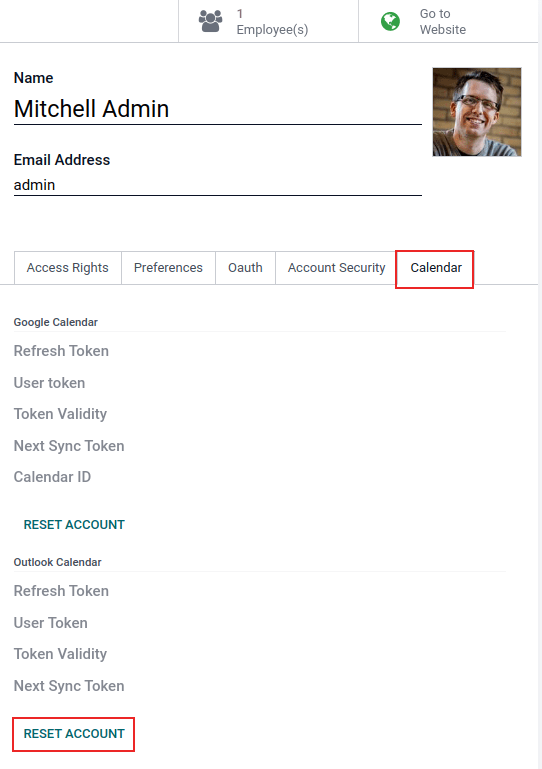 1
Employee(s)
Go to
Website
Name
Mitchell Admin
Email Address
admin
Access Rights Preferences Oauth Account Security Calendar
Google Calendar
Refresh Token
User token
Token Validity
Next Sync Token
Calendar ID
RESET ACCOUNT
Outlook Calendar
Refresh Token
User Token
Token Validity
Next Sync Token
RESET ACCOUNT